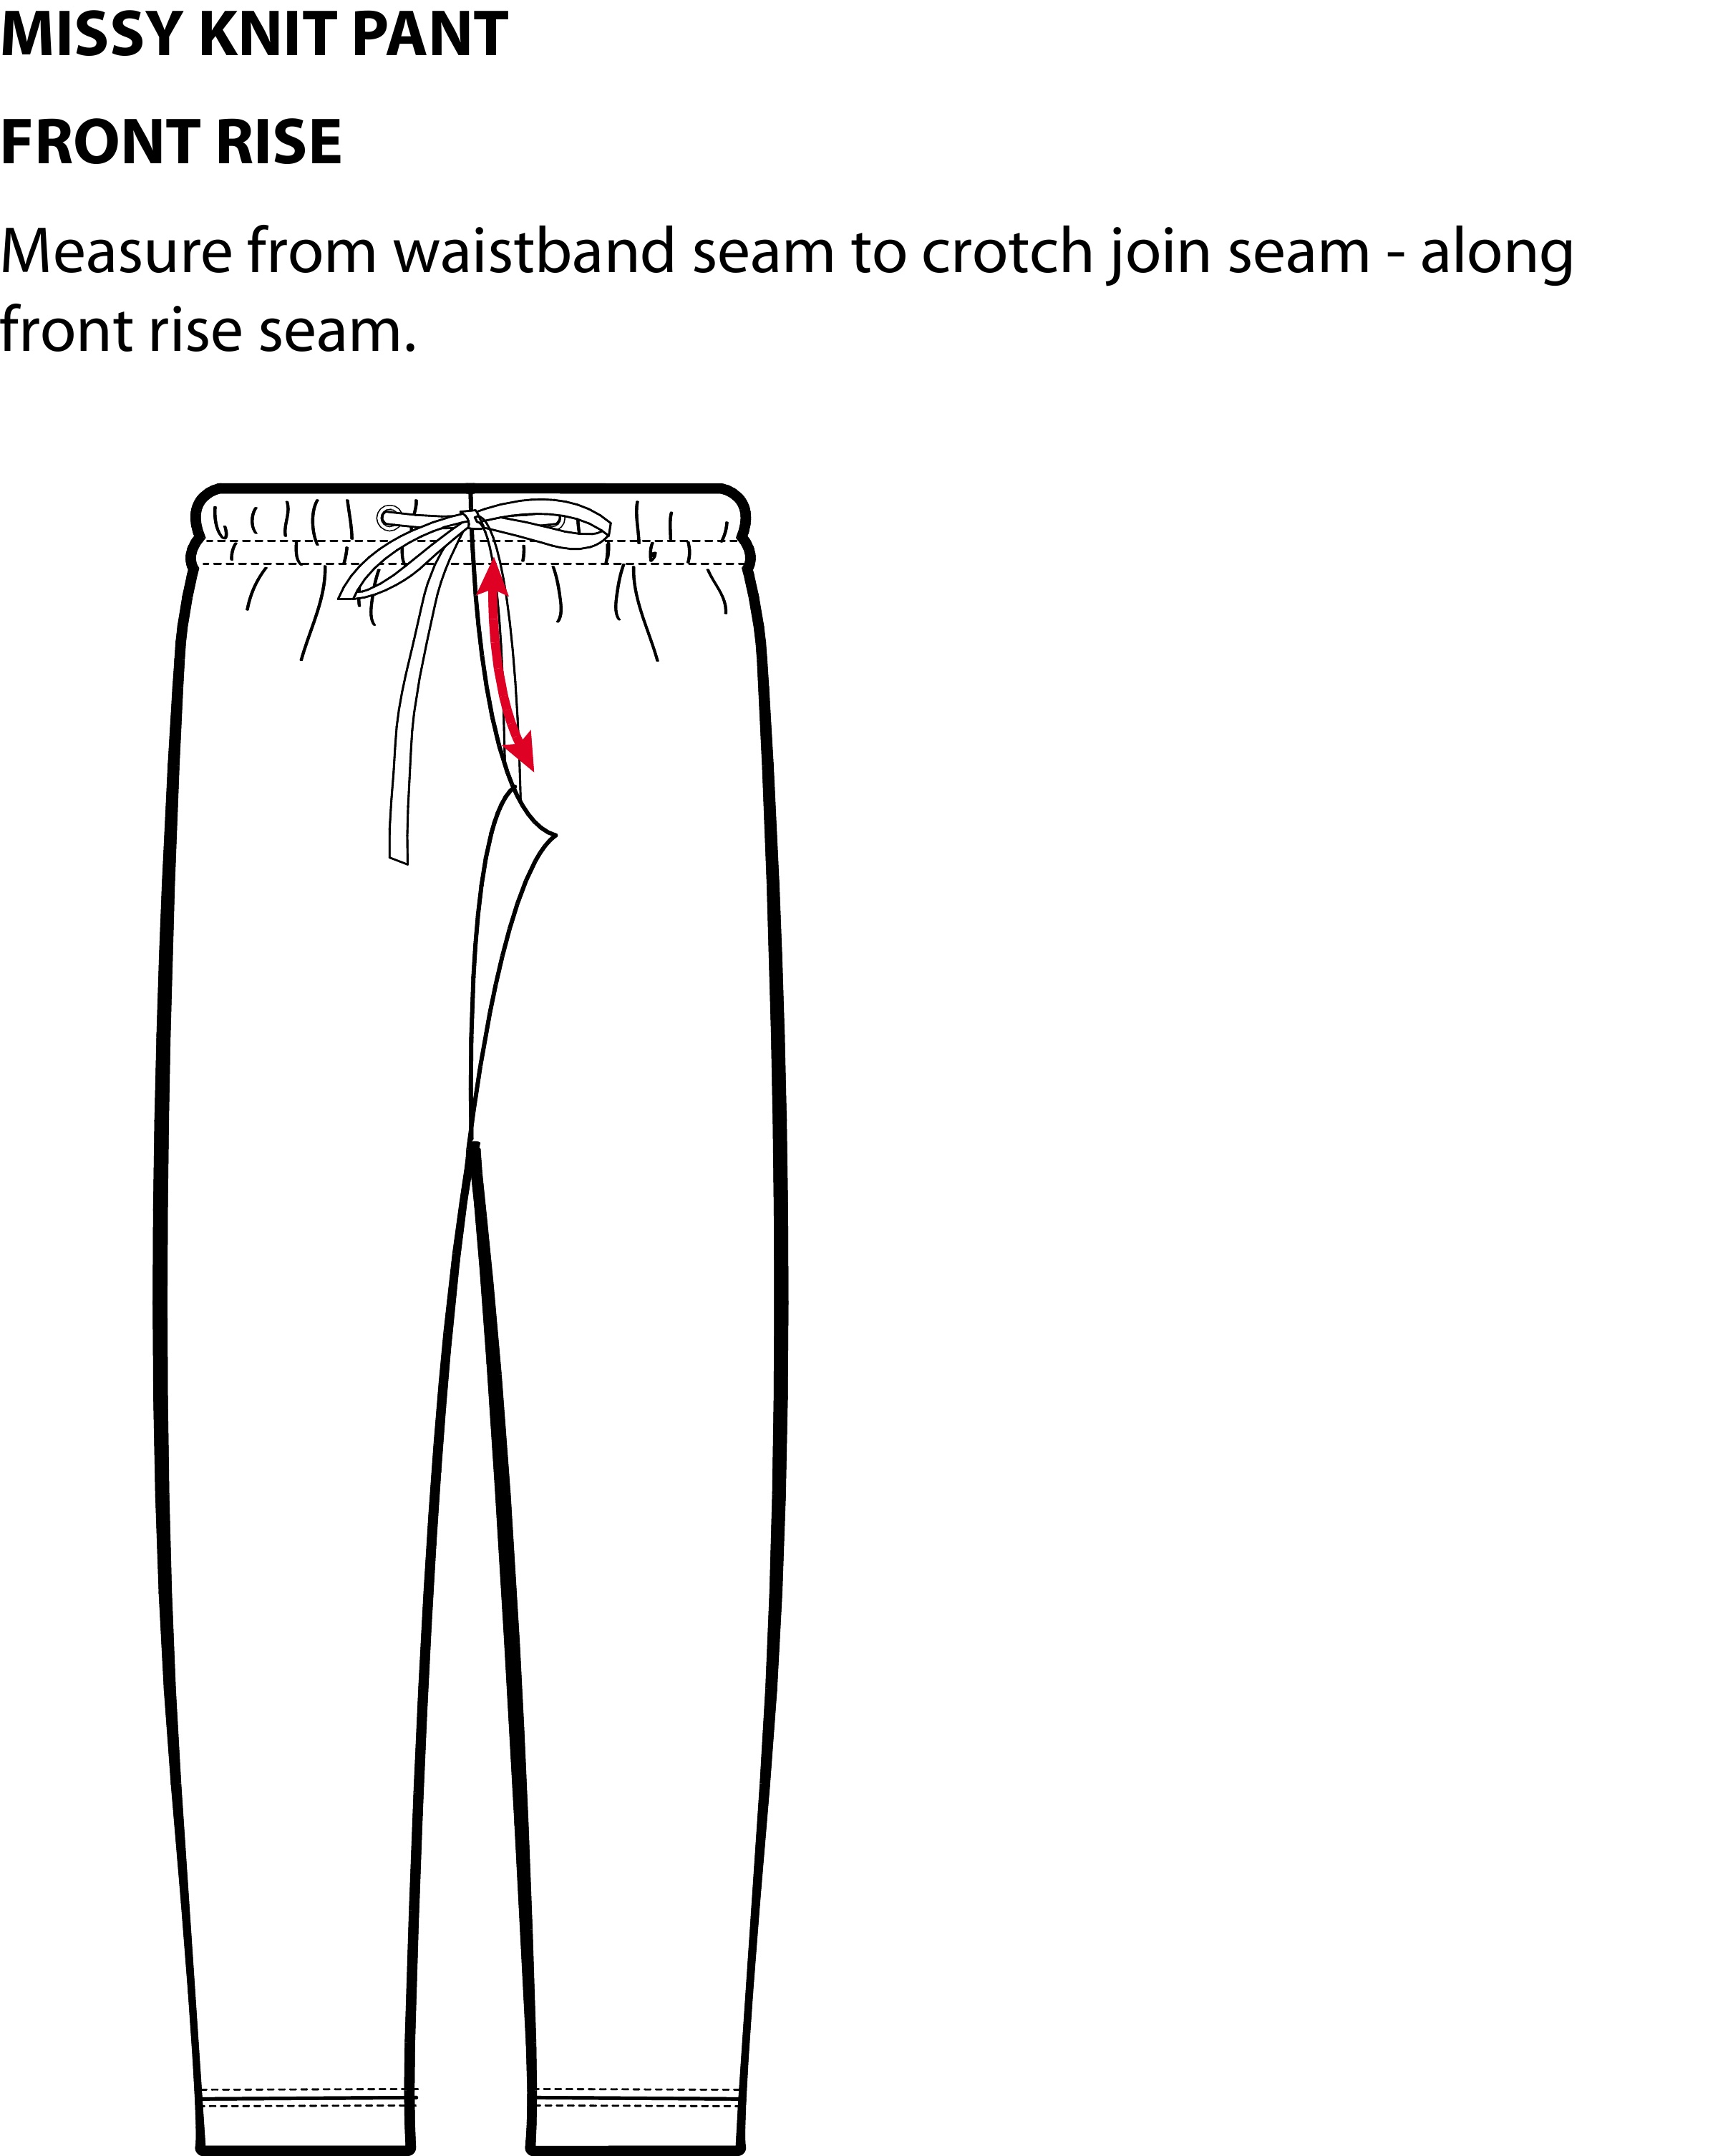 MISSY KNIT PANT
FRONT RISE
Measure from waistband seam to crotch join seam - along
front rise seam.